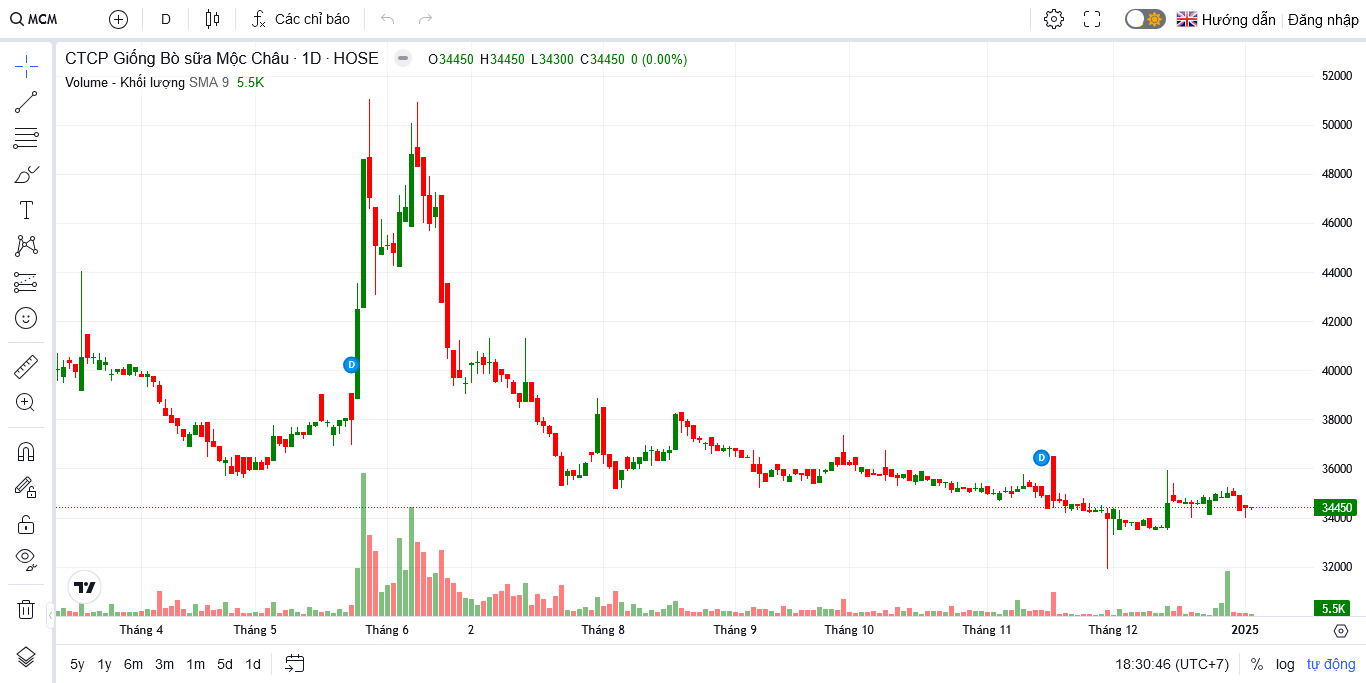 MCM D Các chỉ báo Hướng dẫn Đăng nhập
CTCP Giống Bò sữa Mộc Châu · 1D · HOSE O34450 H34450 L34300 C34450 0 (0.00%)
Volume - Khối lượng SMA 9 5.5K
52000
50000
48000
46000
44000
42000
40000
38000
36000
34450
34000
32000
5.5K
D
D
Tháng 4 Tháng 5 Tháng 6 2 Tháng 8 Tháng 9 Tháng 10 Tháng 11 Tháng 12 2025
5y 1y 6m 3m 1m 5d 1d 18:30:46 (UTC+7) % log tự động